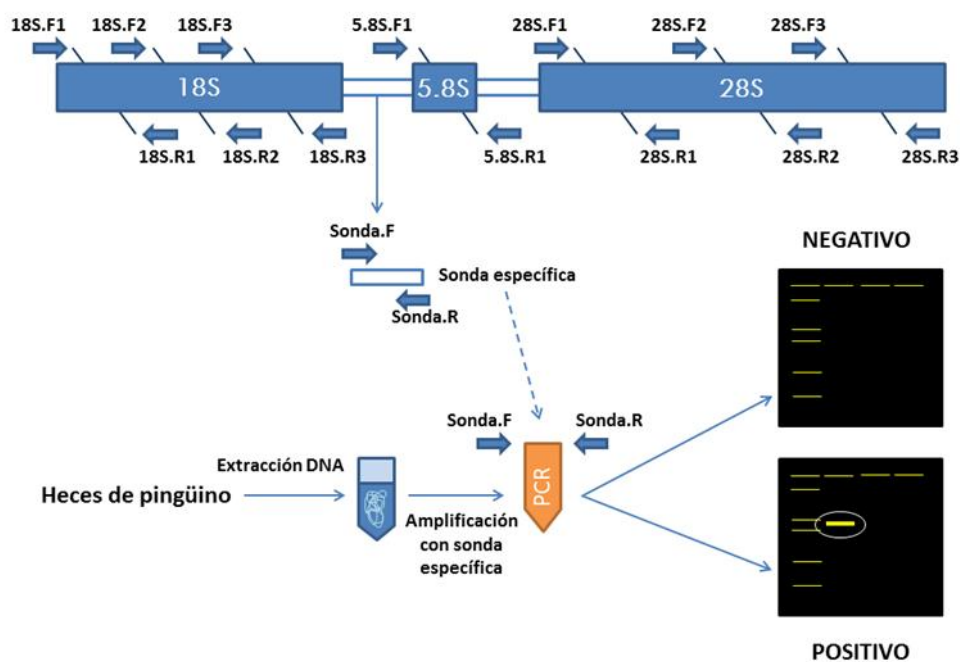 18S.F1 18S.F2 18S.F3 5.8S.F1 28S.F1 28S.F2 28S.F3
18S 5.8S 28S
18S.R1 18S.R2 18S.R3 5.8S.R1 28S.R1 28S.R2 28S.R3
Sonda.F
Sonda específica
Sonda.R
NEGATIVO
Sonda.F Sonda.R
Extracción DNA
Heces de pingüino
PCR
Amplificación
con sonda
específica
POSITIVO